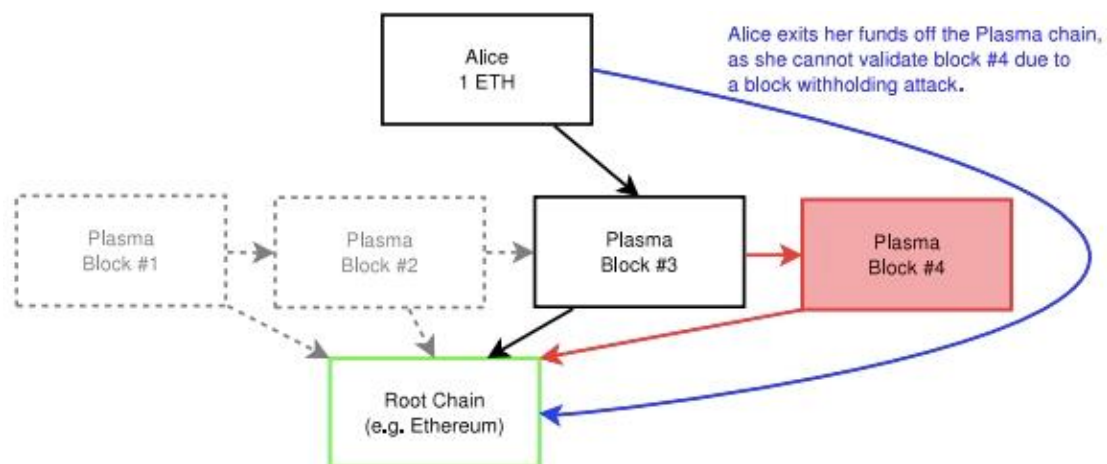 Alice
1 ETH
Alice exits her funds off the Plasma chain,
as she cannot validate block #4 due to
a block withholding attack.
Plasma
Block #1
Plasma
Block #2
Plasma
Block #3
Plasma
Block #4
Root Chain
(e.g. Ethereum)